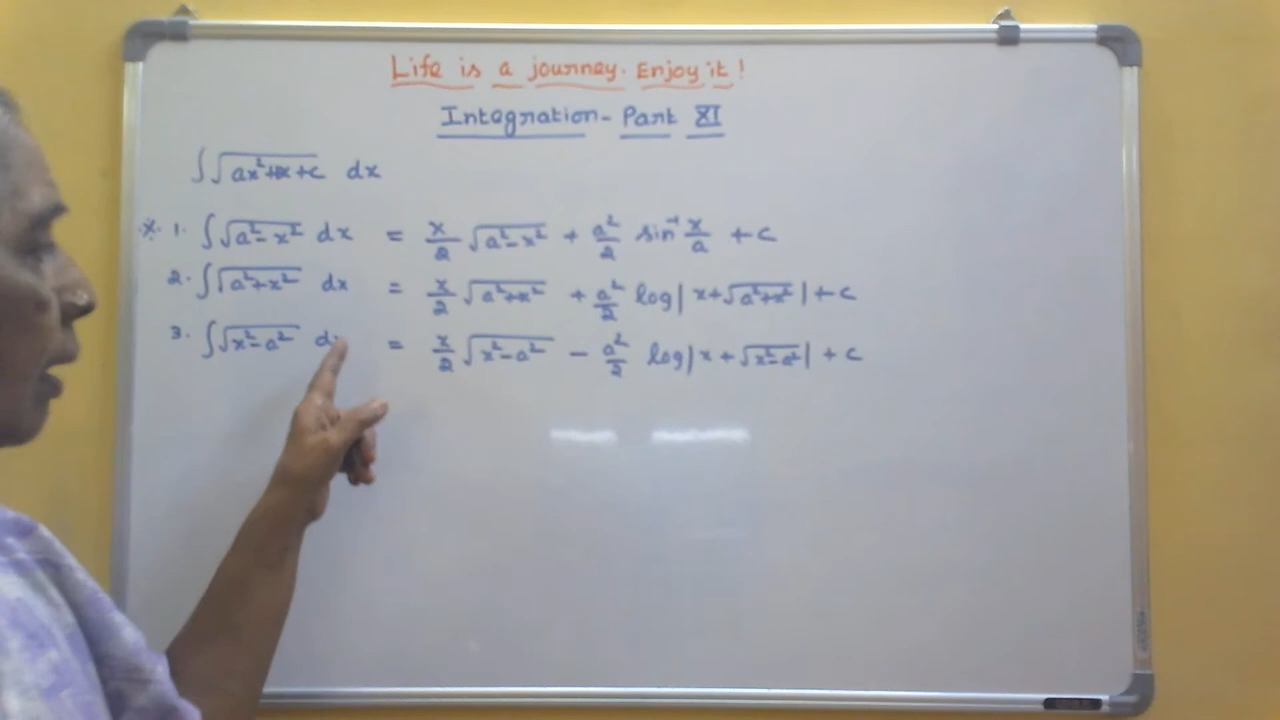 Life is a journey. Enjoy it!
Integration - Part XI
∫√ax²+bx+c dx
* 1. ∫√a²-x² dx = x/2 √a²-x² + a²/2 sin⁻¹ x/a + c
2. ∫√a²+x² dx = x/2 √a²+x² + a²/2 log|x+√a²+x²| + c
3. ∫√x²-a² dx = x/2 √x²-a² - a²/2 log|x+√x²-a²| + c